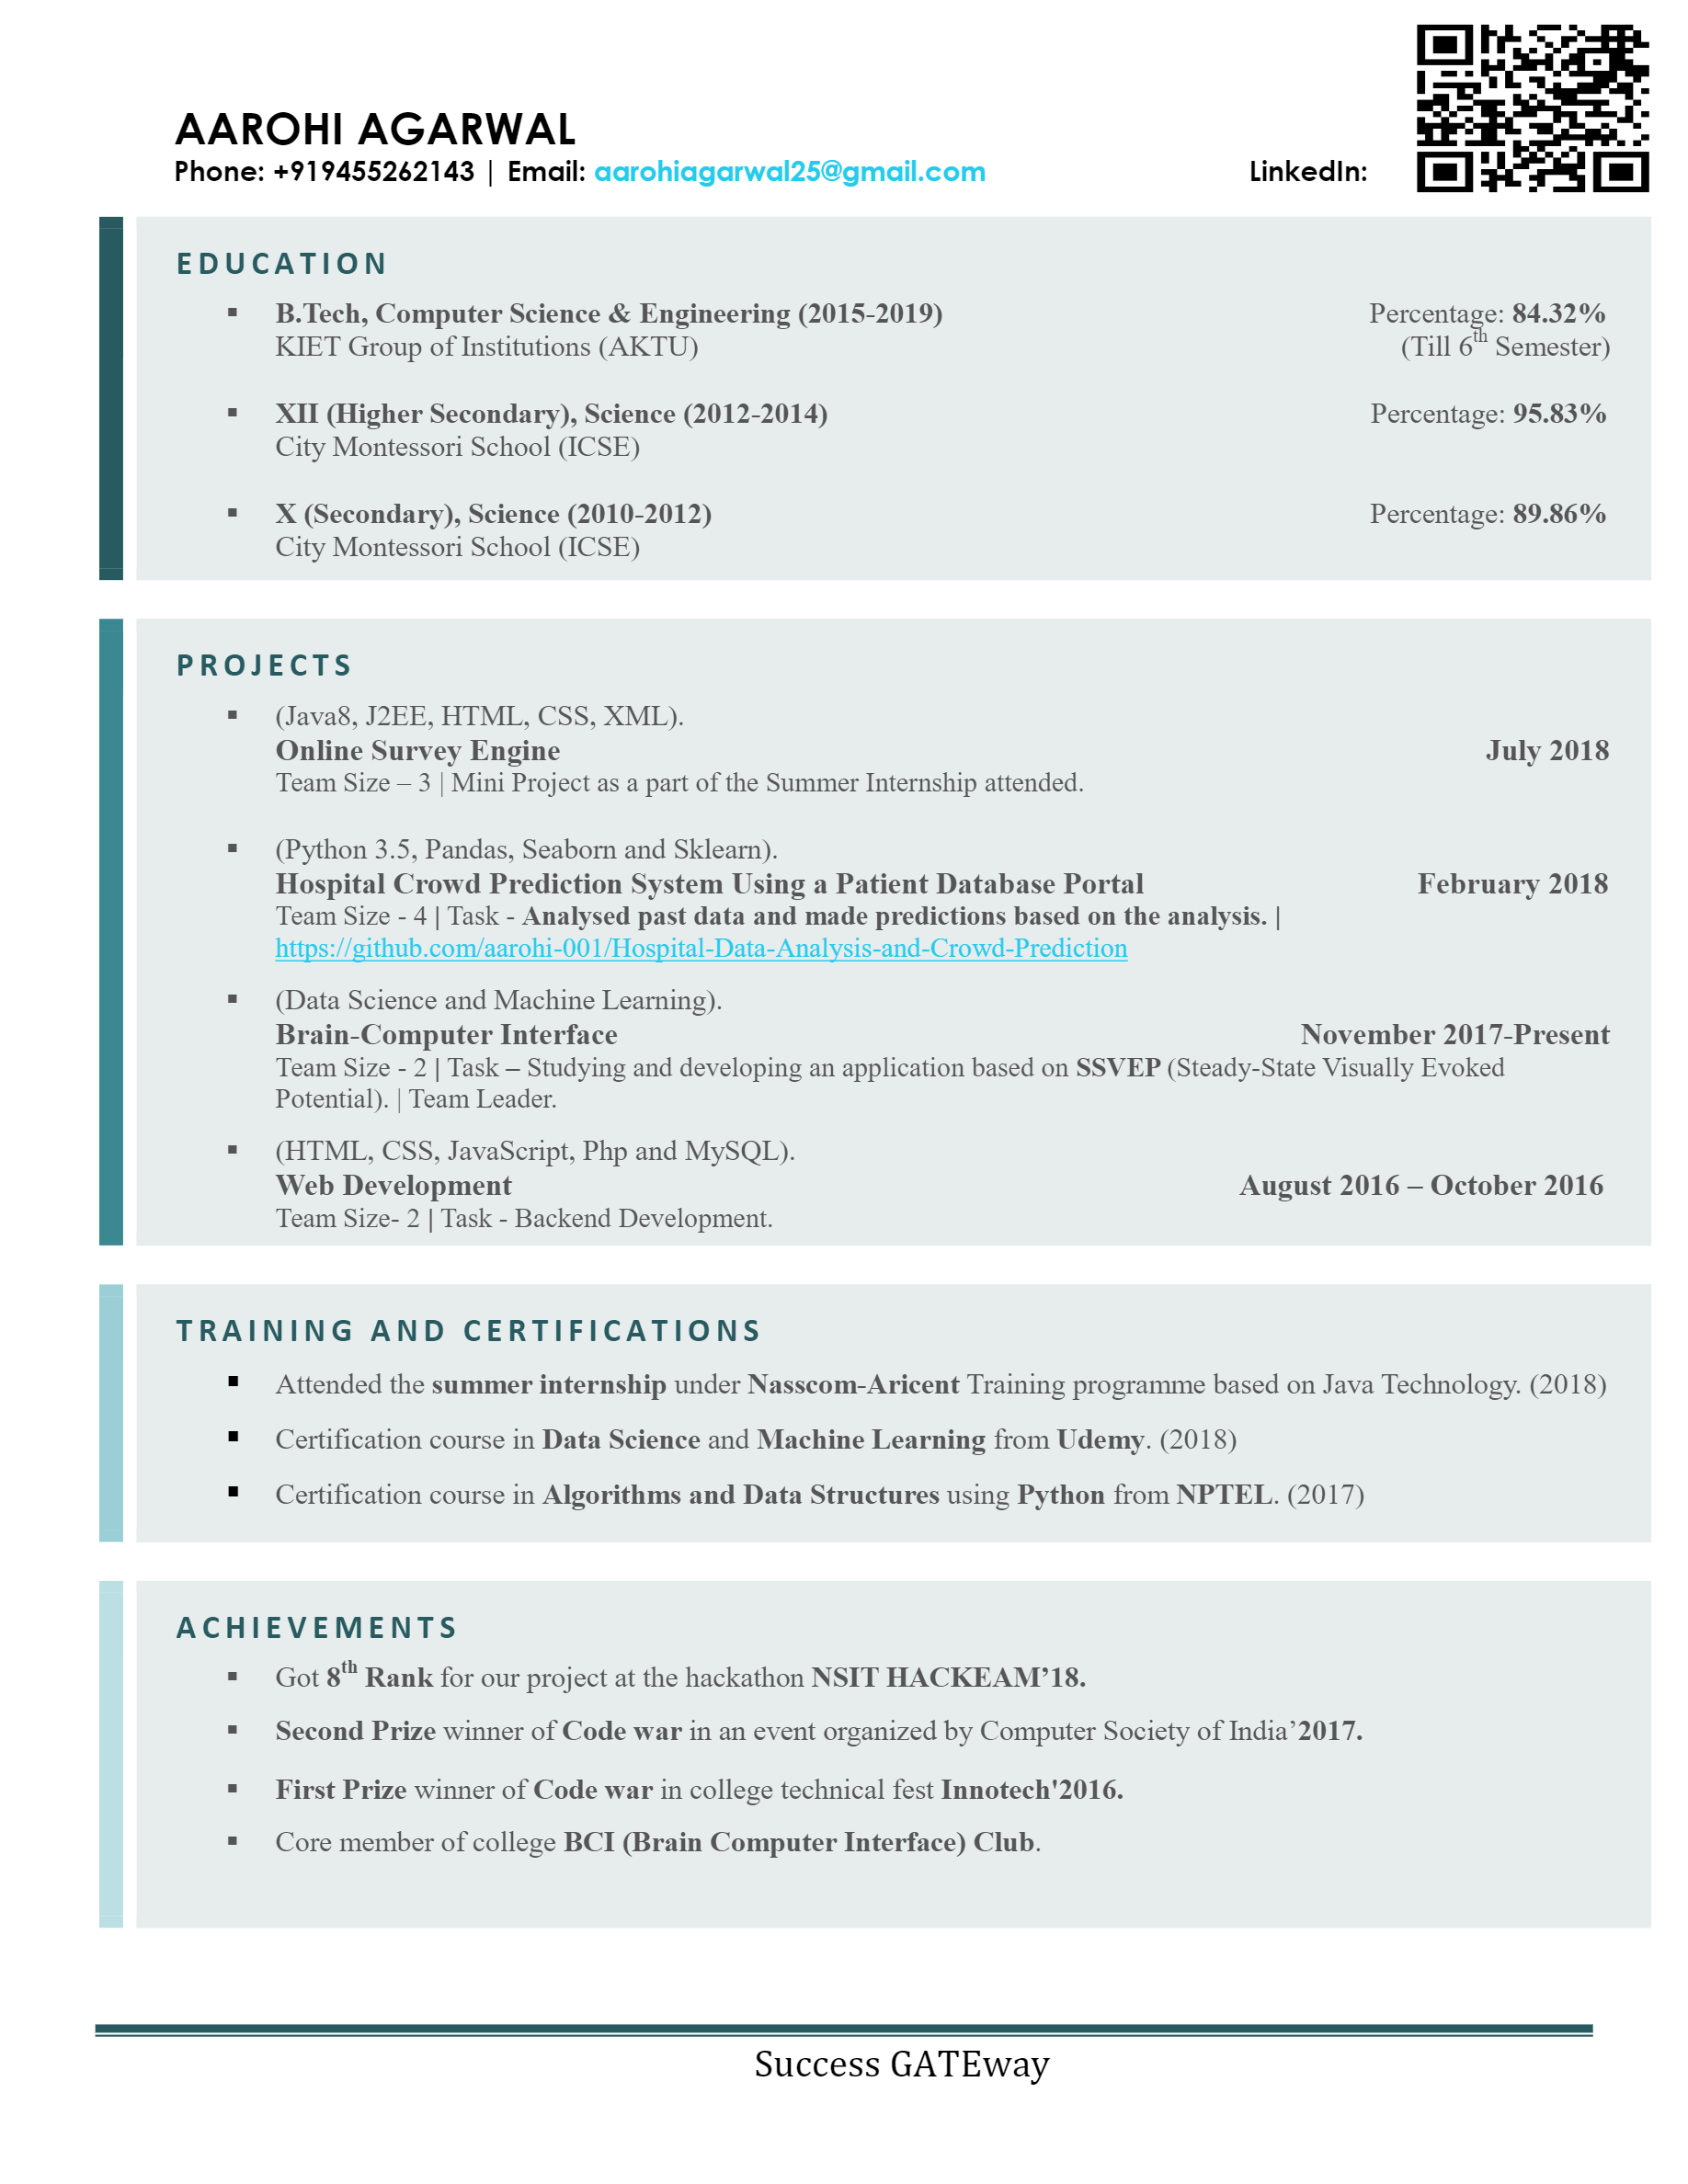 AAROHI AGARWAL
Phone: +919455262143 | Email: aarohiagarwal25@gmail.com LinkedIn:
EDUCATION
▪ B.Tech, Computer Science & Engineering (2015-2019) Percentage: 84.32%
KIET Group of Institutions (AKTU) (Till 6th Semester)
▪ XII (Higher Secondary), Science (2012-2014) Percentage: 95.83%
City Montessori School (ICSE)
▪ X (Secondary), Science (2010-2012) Percentage: 89.86%
City Montessori School (ICSE)
PROJECTS
▪ (Java8, J2EE, HTML, CSS, XML).
Online Survey Engine July 2018
Team Size – 3 | Mini Project as a part of the Summer Internship attended.
▪ (Python 3.5, Pandas, Seaborn and Sklearn).
Hospital Crowd Prediction System Using a Patient Database Portal February 2018
Team Size - 4 | Task - Analysed past data and made predictions based on the analysis. |
https://github.com/aarohi-001/Hospital-Data-Analysis-and-Crowd-Prediction
▪ (Data Science and Machine Learning).
Brain-Computer Interface November 2017-Present
Team Size - 2 | Task – Studying and developing an application based on SSVEP (Steady-State Visually Evoked
Potential). | Team Leader.
▪ (HTML, CSS, JavaScript, Php and MySQL).
Web Development August 2016 – October 2016
Team Size- 2 | Task - Backend Development.
TRAINING AND CERTIFICATIONS
▪ Attended the summer internship under Nasscom-Aricent Training programme based on Java Technology. (2018)
▪ Certification course in Data Science and Machine Learning from Udemy. (2018)
▪ Certification course in Algorithms and Data Structures using Python from NPTEL. (2017)
ACHIEVEMENTS
▪ Got 8th Rank for our project at the hackathon NSIT HACKEAM’18.
▪ Second Prize winner of Code war in an event organized by Computer Society of India’2017.
▪ First Prize winner of Code war in college technical fest Innotech'2016.
▪ Core member of college BCI (Brain Computer Interface) Club.
Success GATEway